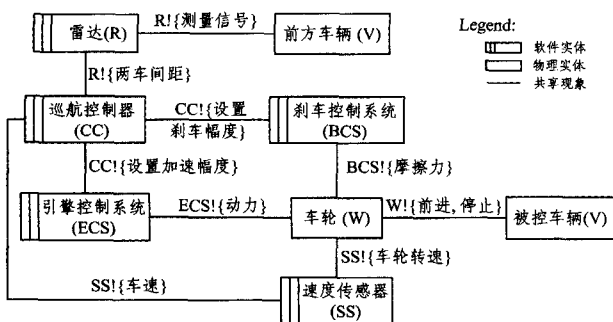 雷达(R)
R!{测量信号}
前方车辆 (V)
Legend:
软件实体
物理实体
共享现象
R!{两车间距}
巡航控制器
(CC)
CC!{设置
刹车幅度}
刹车控制系统
(BCS)
CC!{设置加速幅度}
BCS!{摩擦力}
引擎控制系统
(ECS)
ECS!{动力}
车轮 (W)
W!{前进,停止}
被控车辆(V)
SS!{车轮转速}
SS!{车速}
速度传感器
(SS)